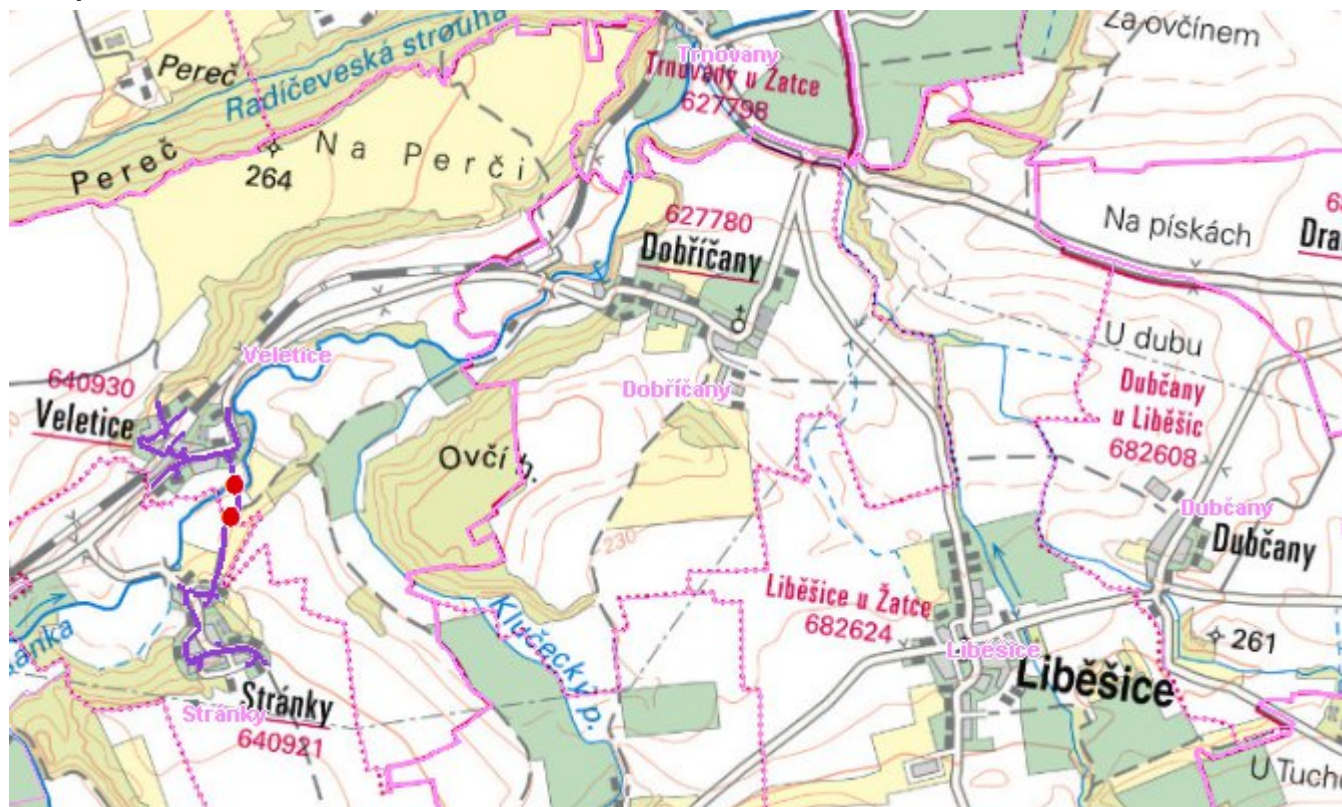 Za ovčínem
Trnovany
Trnovany u Žatce
627798
Pereč
Radíčeveská strouha
Na Perči
Pereč
264
627780
Dobříčany
Na pískách
Dra
U dubu
Veletice
640930
Veletice
Dobříčany
Dubčany
u Liběšic
682608
Ovčí h.
230
Dubčany
Dubčany
Liběšice u Žatce
682624
Klučecký p.
261
Liběšice
Liběšice
Stránky
Stránky
640921
U Tuch